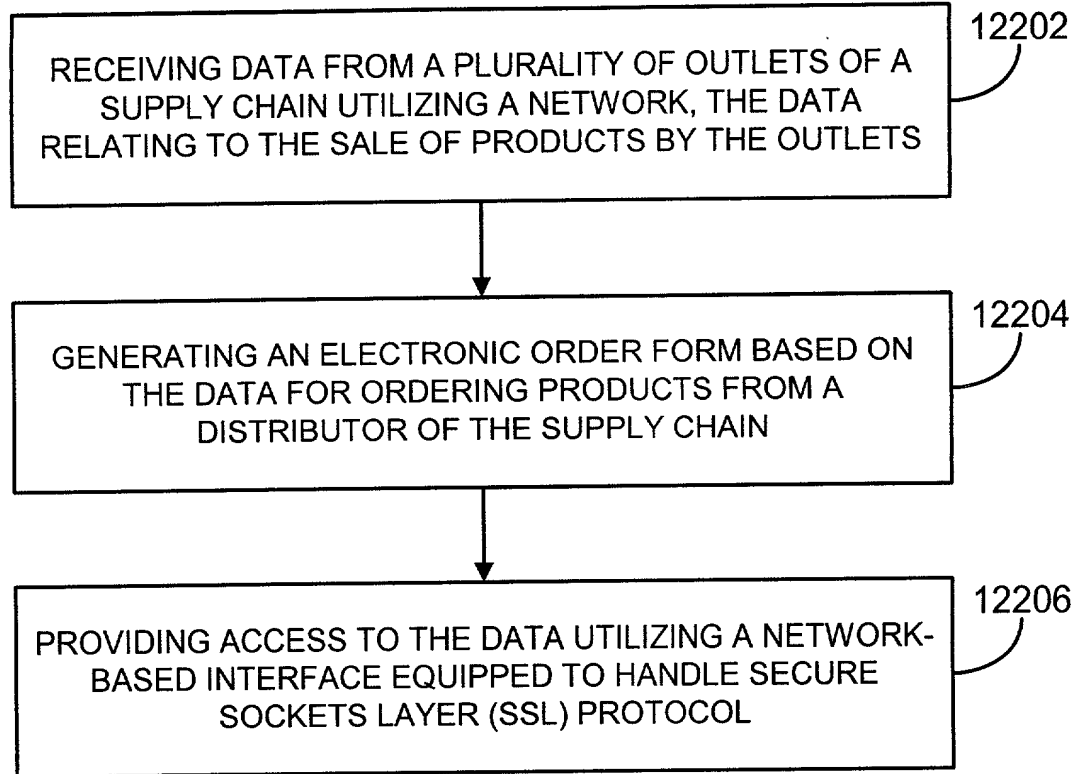 12202
RECEIVING DATA FROM A PLURALITY OF OUTLETS OF A
SUPPLY CHAIN UTILIZING A NETWORK, THE DATA
RELATING TO THE SALE OF PRODUCTS BY THE OUTLETS
12204
GENERATING AN ELECTRONIC ORDER FORM BASED ON
THE DATA FOR ORDERING PRODUCTS FROM A
DISTRIBUTOR OF THE SUPPLY CHAIN
12206
PROVIDING ACCESS TO THE DATA UTILIZING A NETWORK-
BASED INTERFACE EQUIPPED TO HANDLE SECURE
SOCKETS LAYER (SSL) PROTOCOL